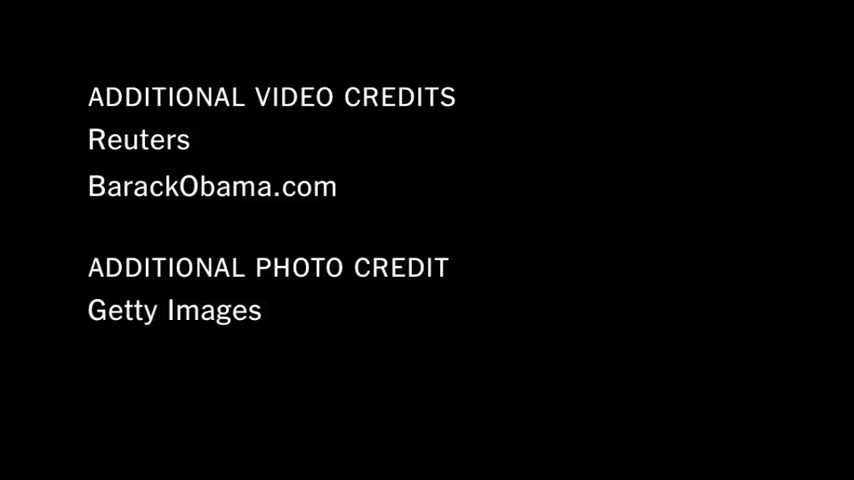 ADDITIONAL VIDEO CREDITS
Reuters
BarackObama.com
ADDITIONAL PHOTO CREDIT
Getty Images